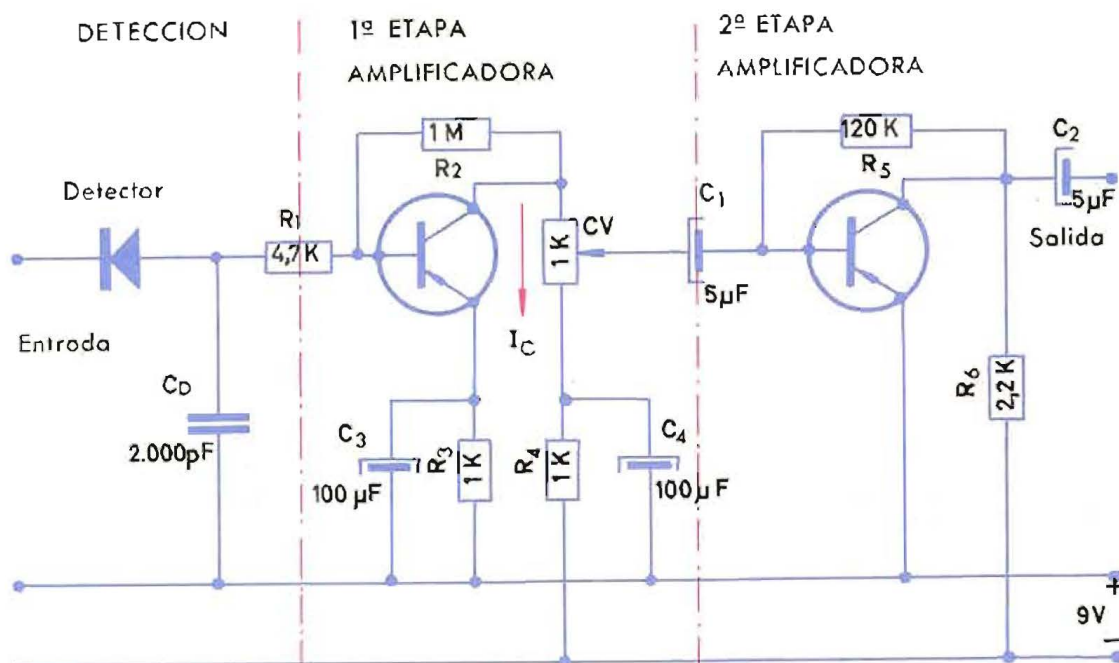 DETECCION
1º ETAPA
AMPLIFICADORA
2º ETAPA
AMPLIFICADORA
Detector
Entrada
R1
4,7 K
CD
2.000pF
1 M
R2
CV
1 K
IC
C3
100 µF
R3
1 K
R4
1 K
C4
100 µF
C1
5µF
120 K
R5
C2
5µF
Salida
R6
2,2 K
+
9V
−